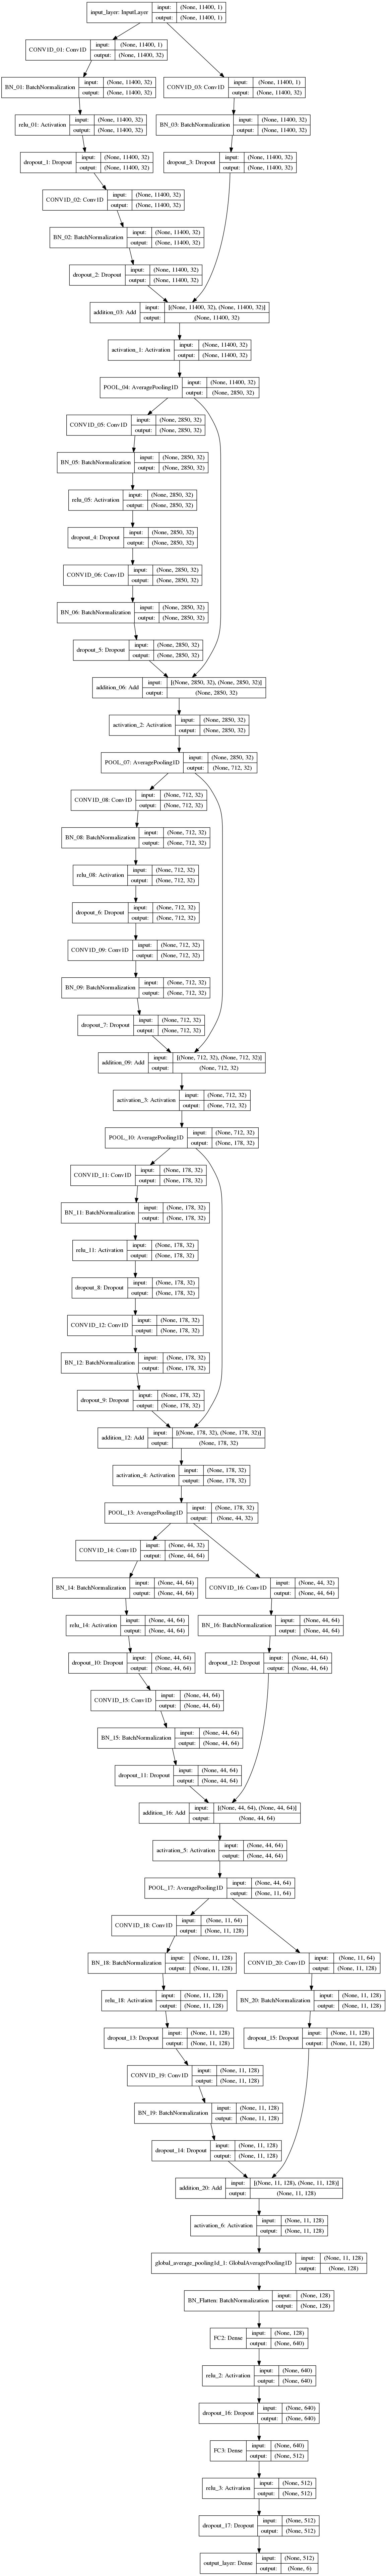 input_layer: InputLayer input: (None, 11400, 1)
output: (None, 11400, 1)
CONV1D_01: Conv1D input: (None, 11400, 1)
output: (None, 11400, 32)
BN_01: BatchNormalization input: (None, 11400, 32)
output: (None, 11400, 32)
CONV1D_03: Conv1D input: (None, 11400, 1)
output: (None, 11400, 32)
relu_01: Activation input: (None, 11400, 32)
output: (None, 11400, 32)
BN_03: BatchNormalization input: (None, 11400, 32)
output: (None, 11400, 32)
dropout_1: Dropout input: (None, 11400, 32)
output: (None, 11400, 32)
dropout_3: Dropout input: (None, 11400, 32)
output: (None, 11400, 32)
CONV1D_02: Conv1D input: (None, 11400, 32)
output: (None, 11400, 32)
BN_02: BatchNormalization input: (None, 11400, 32)
output: (None, 11400, 32)
dropout_2: Dropout input: (None, 11400, 32)
output: (None, 11400, 32)
addition_03: Add input: [(None, 11400, 32), (None, 11400, 32)]
output: (None, 11400, 32)
activation_1: Activation input: (None, 11400, 32)
output: (None, 11400, 32)
POOL_04: AveragePooling1D input: (None, 11400, 32)
output: (None, 2850, 32)
CONV1D_05: Conv1D input: (None, 2850, 32)
output: (None, 2850, 32)
BN_05: BatchNormalization input: (None, 2850, 32)
output: (None, 2850, 32)
relu_05: Activation input: (None, 2850, 32)
output: (None, 2850, 32)
dropout_4: Dropout input: (None, 2850, 32)
output: (None, 2850, 32)
CONV1D_06: Conv1D input: (None, 2850, 32)
output: (None, 2850, 32)
BN_06: BatchNormalization input: (None, 2850, 32)
output: (None, 2850, 32)
dropout_5: Dropout input: (None, 2850, 32)
output: (None, 2850, 32)
addition_06: Add input: [(None, 2850, 32), (None, 2850, 32)]
output: (None, 2850, 32)
activation_2: Activation input: (None, 2850, 32)
output: (None, 2850, 32)
POOL_07: AveragePooling1D input: (None, 2850, 32)
output: (None, 712, 32)
CONV1D_08: Conv1D input: (None, 712, 32)
output: (None, 712, 32)
BN_08: BatchNormalization input: (None, 712, 32)
output: (None, 712, 32)
relu_08: Activation input: (None, 712, 32)
output: (None, 712, 32)
dropout_6: Dropout input: (None, 712, 32)
output: (None, 712, 32)
CONV1D_09: Conv1D input: (None, 712, 32)
output: (None, 712, 32)
BN_09: BatchNormalization input: (None, 712, 32)
output: (None, 712, 32)
dropout_7: Dropout input: (None, 712, 32)
output: (None, 712, 32)
addition_09: Add input: [(None, 712, 32), (None, 712, 32)]
output: (None, 712, 32)
activation_3: Activation input: (None, 712, 32)
output: (None, 712, 32)
POOL_10: AveragePooling1D input: (None, 712, 32)
output: (None, 178, 32)
CONV1D_11: Conv1D input: (None, 178, 32)
output: (None, 178, 32)
BN_11: BatchNormalization input: (None, 178, 32)
output: (None, 178, 32)
relu_11: Activation input: (None, 178, 32)
output: (None, 178, 32)
dropout_8: Dropout input: (None, 178, 32)
output: (None, 178, 32)
CONV1D_12: Conv1D input: (None, 178, 32)
output: (None, 178, 32)
BN_12: BatchNormalization input: (None, 178, 32)
output: (None, 178, 32)
dropout_9: Dropout input: (None, 178, 32)
output: (None, 178, 32)
addition_12: Add input: [(None, 178, 32), (None, 178, 32)]
output: (None, 178, 32)
activation_4: Activation input: (None, 178, 32)
output: (None, 178, 32)
POOL_13: AveragePooling1D input: (None, 178, 32)
output: (None, 44, 32)
CONV1D_14: Conv1D input: (None, 44, 32)
output: (None, 44, 64)
BN_14: BatchNormalization input: (None, 44, 64)
output: (None, 44, 64)
CONV1D_16: Conv1D input: (None, 44, 32)
output: (None, 44, 64)
relu_14: Activation input: (None, 44, 64)
output: (None, 44, 64)
BN_16: BatchNormalization input: (None, 44, 64)
output: (None, 44, 64)
dropout_10: Dropout input: (None, 44, 64)
output: (None, 44, 64)
dropout_12: Dropout input: (None, 44, 64)
output: (None, 44, 64)
CONV1D_15: Conv1D input: (None, 44, 64)
output: (None, 44, 64)
BN_15: BatchNormalization input: (None, 44, 64)
output: (None, 44, 64)
dropout_11: Dropout input: (None, 44, 64)
output: (None, 44, 64)
addition_16: Add input: [(None, 44, 64), (None, 44, 64)]
output: (None, 44, 64)
activation_5: Activation input: (None, 44, 64)
output: (None, 44, 64)
POOL_17: AveragePooling1D input: (None, 44, 64)
output: (None, 11, 64)
CONV1D_18: Conv1D input: (None, 11, 64)
output: (None, 11, 128)
BN_18: BatchNormalization input: (None, 11, 128)
output: (None, 11, 128)
CONV1D_20: Conv1D input: (None, 11, 64)
output: (None, 11, 128)
relu_18: Activation input: (None, 11, 128)
output: (None, 11, 128)
BN_20: BatchNormalization input: (None, 11, 128)
output: (None, 11, 128)
dropout_13: Dropout input: (None, 11, 128)
output: (None, 11, 128)
dropout_15: Dropout input: (None, 11, 128)
output: (None, 11, 128)
CONV1D_19: Conv1D input: (None, 11, 128)
output: (None, 11, 128)
BN_19: BatchNormalization input: (None, 11, 128)
output: (None, 11, 128)
dropout_14: Dropout input: (None, 11, 128)
output: (None, 11, 128)
addition_20: Add input: [(None, 11, 128), (None, 11, 128)]
output: (None, 11, 128)
activation_6: Activation input: (None, 11, 128)
output: (None, 11, 128)
global_average_pooling1d_1: GlobalAveragePooling1D input: (None, 11, 128)
output: (None, 128)
BN_Flatten: BatchNormalization input: (None, 128)
output: (None, 128)
FC2: Dense input: (None, 128)
output: (None, 640)
relu_2: Activation input: (None, 640)
output: (None, 640)
dropout_16: Dropout input: (None, 640)
output: (None, 640)
FC3: Dense input: (None, 640)
output: (None, 512)
relu_3: Activation input: (None, 512)
output: (None, 512)
dropout_17: Dropout input: (None, 512)
output: (None, 512)
output_layer: Dense input: (None, 512)
output: (None, 6)